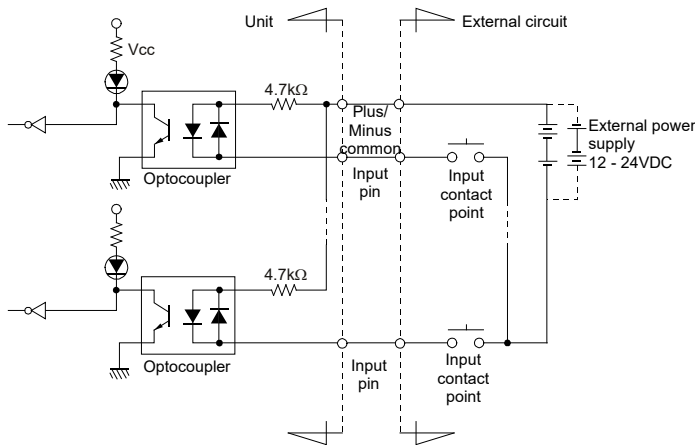 Unit
External circuit
Vcc
4.7kΩ
Plus/
Minus
common
External power
supply
12 - 24VDC
Optocoupler
Input
pin
Input
contact
point
4.7kΩ
Optocoupler
Input
pin
Input
contact
point